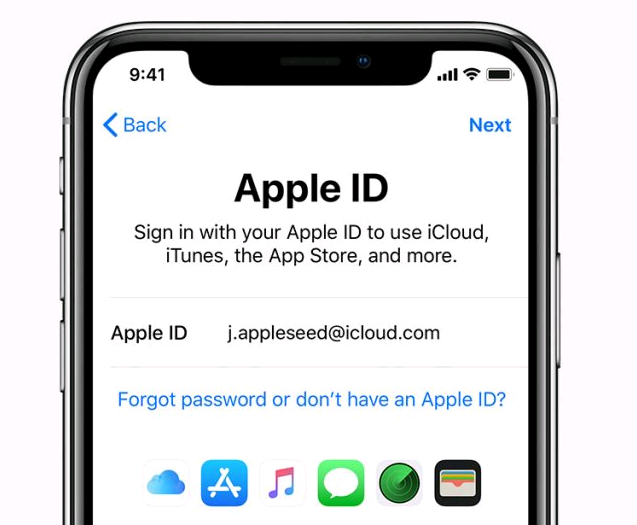 9:41
Back
Next
Apple ID
Sign in with your Apple ID to use iCloud,
iTunes, the App Store, and more.
Apple ID j.appleseed@icloud.com
Forgot password or don't have an Apple ID?